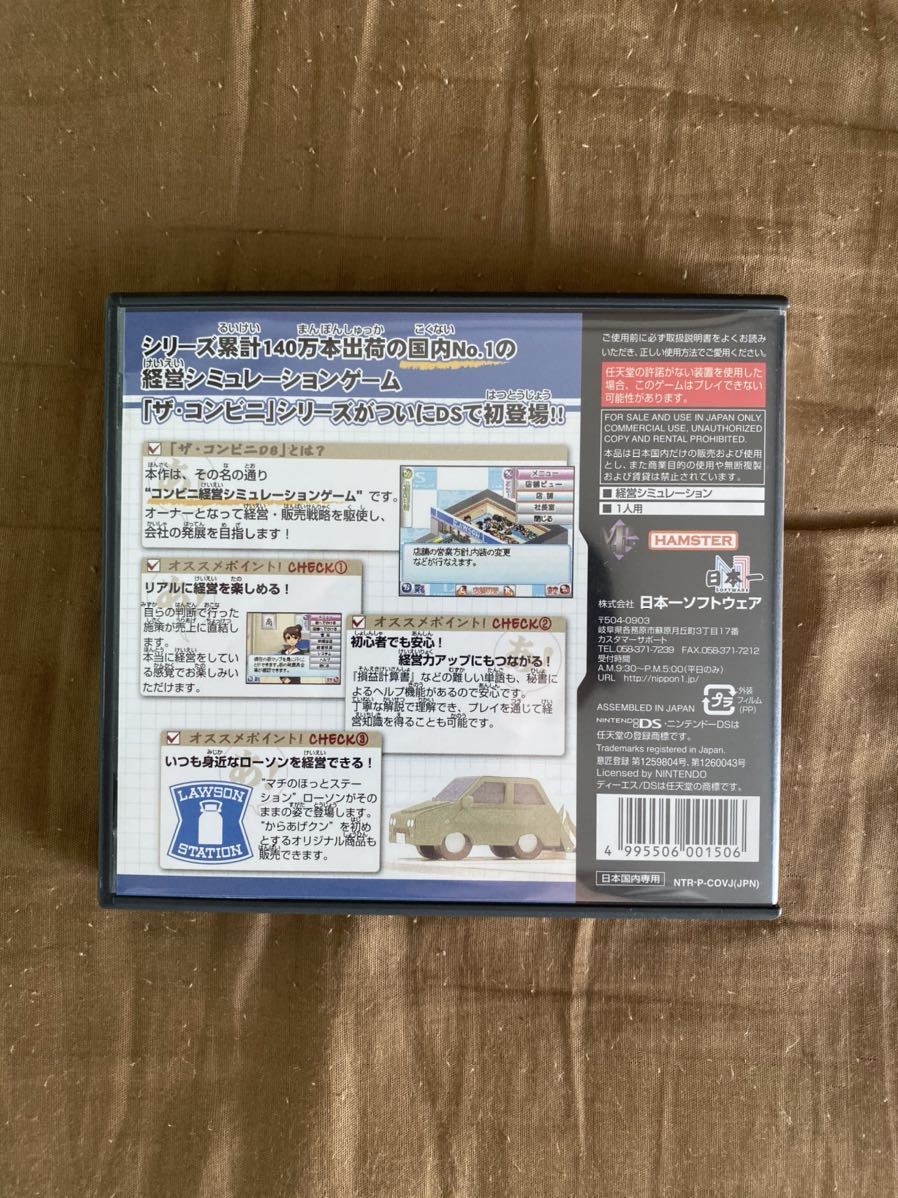 シリーズ累計140万本出荷の国内No.1の
経営シミュレーションゲーム
「ザ・コンビニ」シリーズがついにDSで初登場!!
「ザ・コンビニDS」とは?
本作は、その名の通り
“コンビニ経営シミュレーションゲーム”です。
オーナーとなって経営・販売戦略を駆使し、
会社の発展を目指します!
メニュー
店舗ビュー
店舗
社長室
閉じる
LAWSON
店舗の営業方針、内装の変更
などが行なえます。
オススメポイント! CHECK①
リアルに経営を楽しめる!
自らの判断で行った
施策が売上に直結します。
本当に経営をして
いる感覚でお楽しみい
ただけます。
オススメポイント! CHECK②
初心者でも安心!
経営力アップにもつながる!
「損益計算書」などの難しい単語も、秘書に
よるヘルプ機能があるので安心です。
丁寧な解説で理解でき、プレイを通じて経
営知識を得ることも可能です。
オススメポイント! CHECK③
いつも身近なローソンを経営できる!
LAWSON
STATION
“マチのほっとステー
ション”ローソンがその
ままの姿で登場します。
“からあげクン”を初め
とするオリジナル商品も
販売できます。
ご使用前に必ず取扱説明書をよくお読み
いただき、正しい使用方法でご愛用ください。
任天堂の許諾がない装置を使用した
場合、このゲームはプレイできない
可能性があります。
FOR SALE AND USE IN JAPAN ONLY.
COMMERCIAL USE, UNAUTHORIZED
COPY AND RENTAL PROHIBITED.
本品は日本国内だけの販売および使用
とし、また商業目的の使用や無断複製
および賃貸は禁止されています。
■ 経営シミュレーション
■ 1人用
HAMSTER
日本一
SOFTWARE
株式会社 日本一ソフトウェア
〒504-0903
岐阜県各務原市蘇原月丘町3丁目17番
カスタマーサポート
TEL.058-371-7239 FAX.058-371-7212
受付時間
A.M.9:30~P.M.5:00(平日のみ)
URL http://nippon1.jp/
プラ
外装
フィルム
(PP)
ASSEMBLED IN JAPAN
NINTENDO DS・ニンテンドーDSは
任天堂の登録商標です。
Trademarks registered in Japan.
意匠登録 第1259804号、第1260043号
Licensed by NINTENDO
ディーエス/DSは任天堂の商標です。
4 995506 001506
日本国内専用
NTR-P-COVJ(JPN)